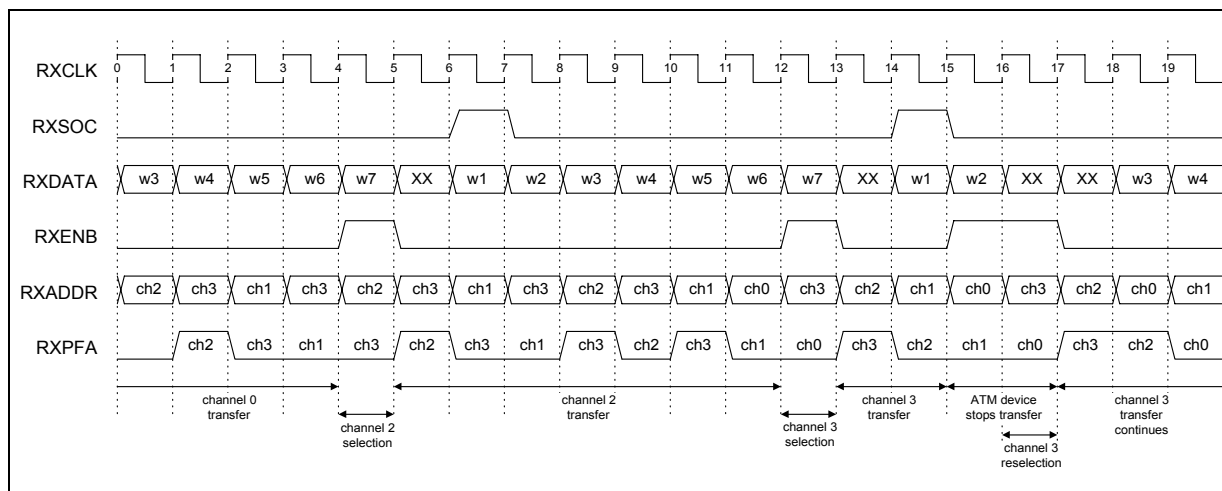 RXCLK 0 1 2 3 4 5 6 7 8 9 10 11 12 13 14 15 16 17 18 19
RXSOC
RXDATA w3 w4 w5 w6 w7 XX w1 w2 w3 w4 w5 w6 w7 XX w1 w2 XX XX w3 w4
RXENB
RXADDR ch2 ch3 ch1 ch3 ch2 ch3 ch1 ch3 ch2 ch3 ch1 ch0 ch3 ch2 ch1 ch0 ch3 ch2 ch0 ch1
RXPFA ch2 ch3 ch1 ch3 ch2 ch3 ch1 ch3 ch2 ch3 ch1 ch0 ch3 ch2 ch1 ch0 ch3 ch2 ch0
channel 0
transfer
channel 2
selection
channel 2
transfer
channel 3
selection
channel 3
transfer
ATM device
stops transfer
channel 3
reselection
channel 3
transfer
continues